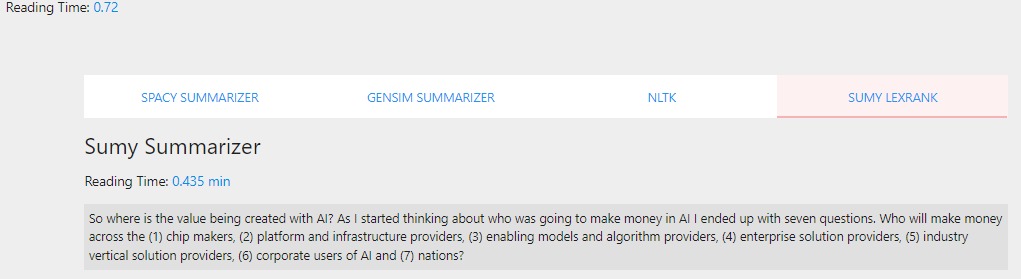 Reading Time: 0.72
SPACY SUMMARIZER GENSIM SUMMARIZER NLTK SUMY LEXRANK
Sumy Summarizer
Reading Time: 0.435 min
So where is the value being created with AI? As I started thinking about who was going to make money in AI I ended up with seven questions. Who will make money
across the (1) chip makers, (2) platform and infrastructure providers, (3) enabling models and algorithm providers, (4) enterprise solution providers, (5) industry
vertical solution providers, (6) corporate users of AI and (7) nations?